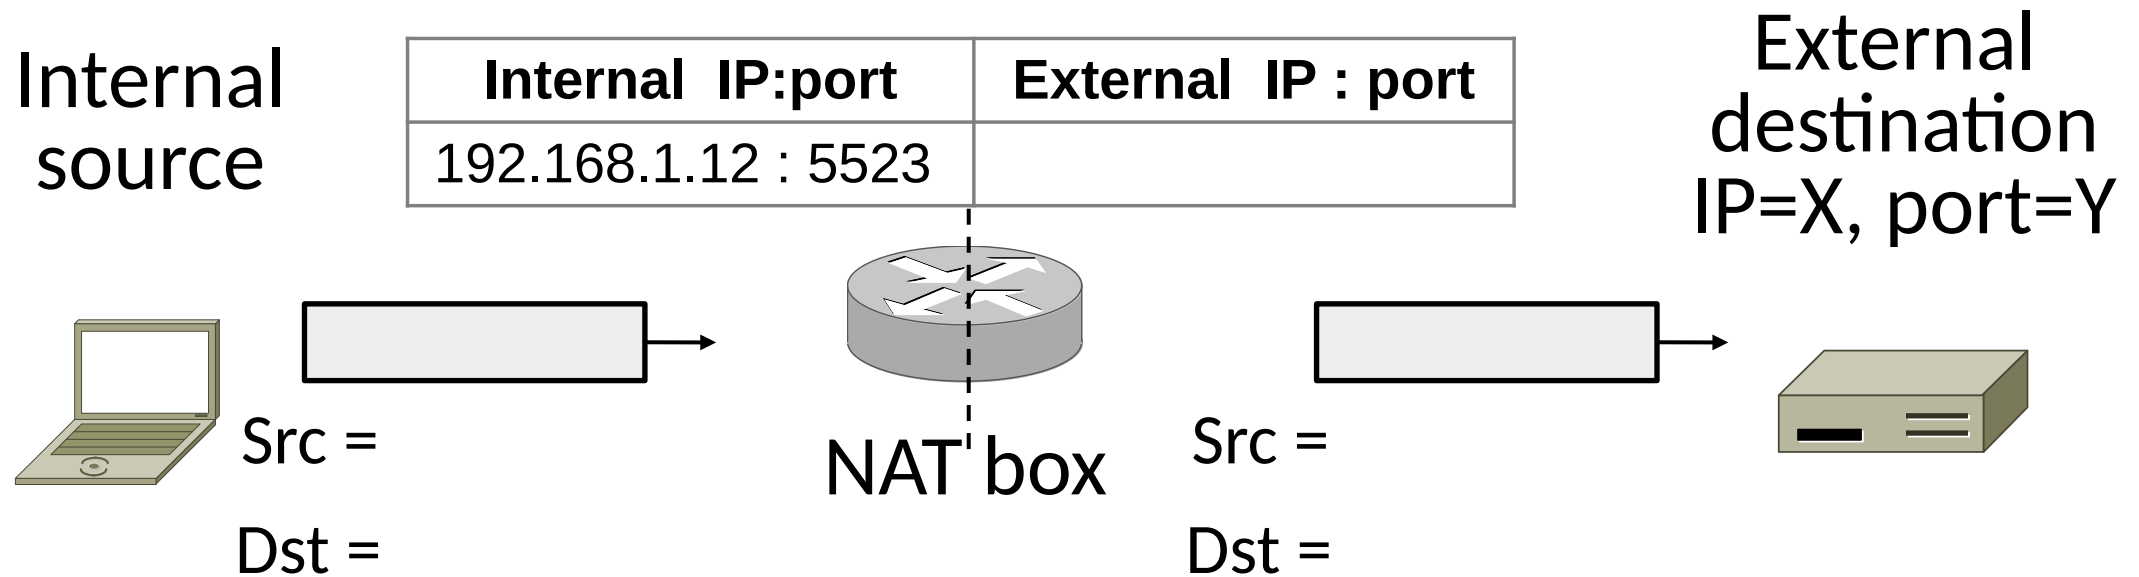 Internal
source
Internal IP:port
External IP : port
192.168.1.12 : 5523
External
destination
IP=X, port=Y
Src =
Dst =
NAT box
Src =
Dst =